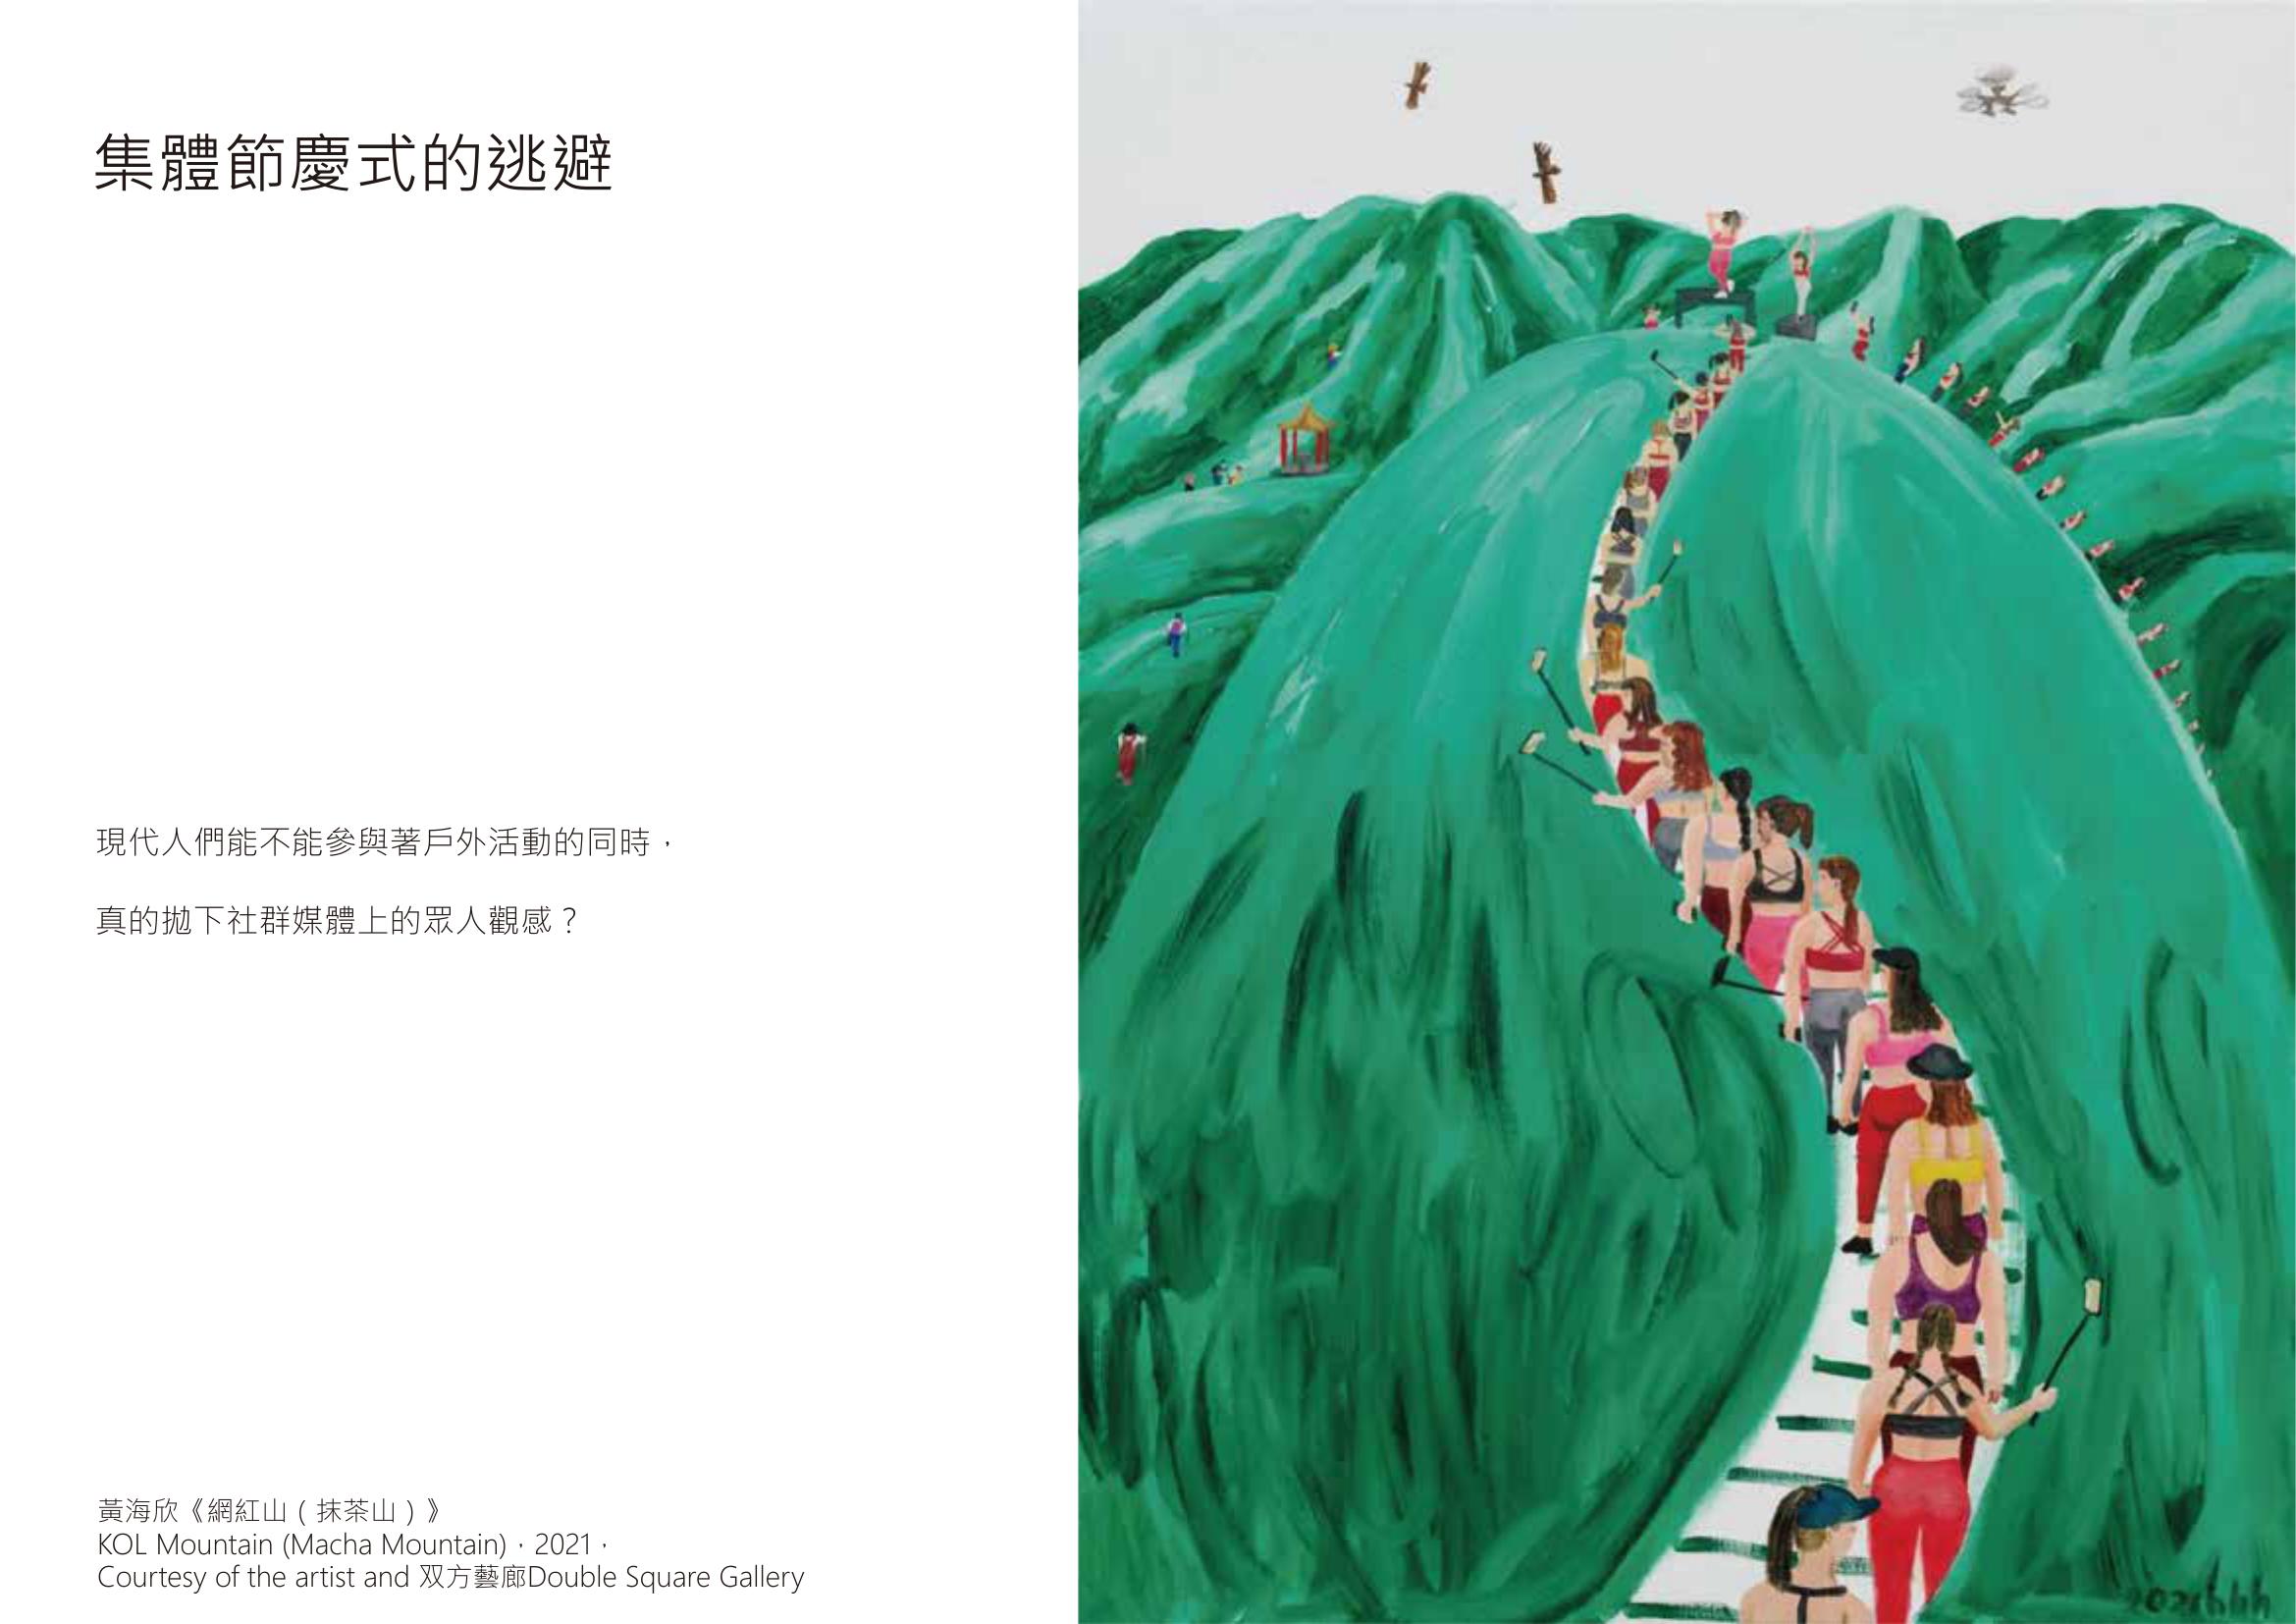 集體節慶式的逃避
現代人們能不能參與著戶外活動的同時，
真的拋下社群媒體上的眾人觀感？
黃海欣《網紅山（抹茶山）》
KOL Mountain (Macha Mountain)，2021，
Courtesy of the artist and 双方藝廊Double Square Gallery
2021hhh